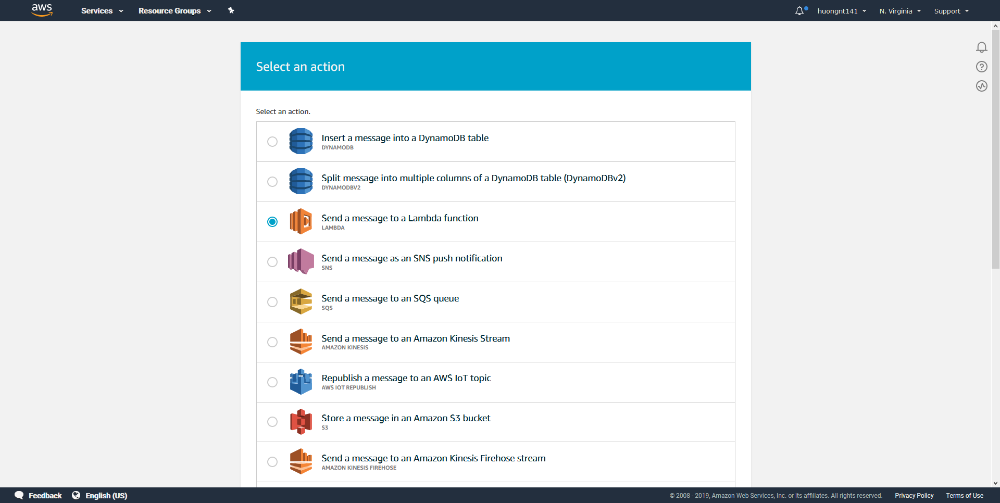 aws Services Resource Groups huongnt141 N. Virginia Support
Select an action
Select an action.
Insert a message into a DynamoDB table
DYNAMODB
Split message into multiple columns of a DynamoDB table (DynamoDBv2)
DYNAMODBV2
Send a message to a Lambda function
LAMBDA
Send a message as an SNS push notification
SNS
Send a message to an SQS queue
SQS
Send a message to an Amazon Kinesis Stream
AMAZON KINESIS
Republish a message to an AWS IoT topic
AWS IOT REPUBLISH
Store a message in an Amazon S3 bucket
S3
Send a message to an Amazon Kinesis Firehose stream
AMAZON KINESIS FIREHOSE
Feedback English (US) © 2008 - 2019, Amazon Web Services, Inc. or its affiliates. All rights reserved. Privacy Policy Terms of Use